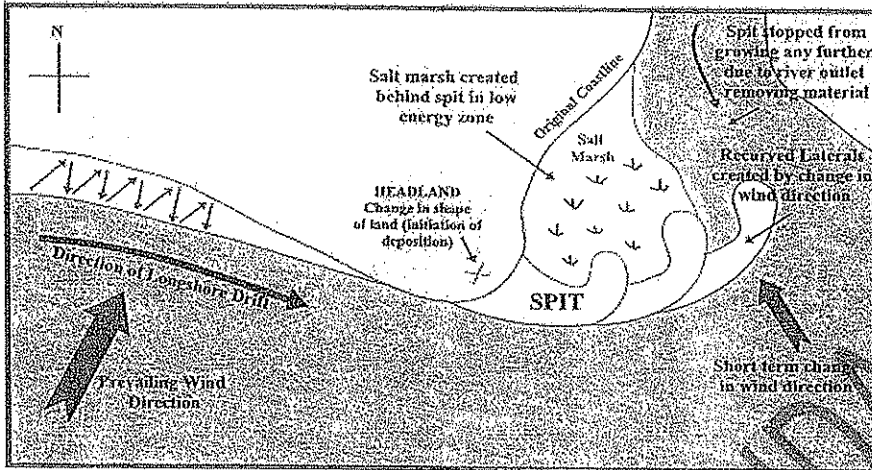 N
Salt marsh created
behind spit in low
energy zone
Original Coastline
Salt
Marsh
Spit stopped from
growing any further
due to river outlet
removing material
Recurved Laterals
created by change in
wind direction
HEADLAND
Change in shape
of land (initiation of
deposition)
Direction of Longshore Drift
SPIT
Prevailing Wind
Direction
Short term change
in wind direction